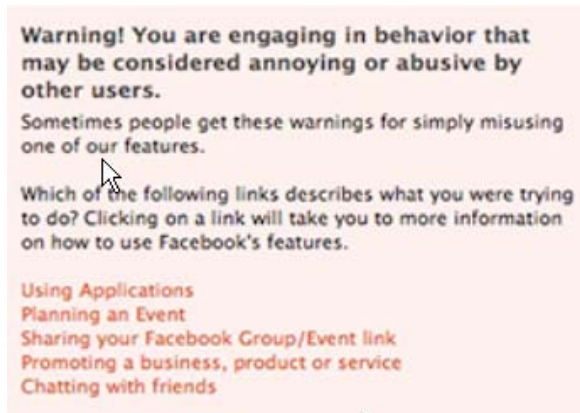 Warning! You are engaging in behavior that
may be considered annoying or abusive by
other users.
Sometimes people get these warnings for simply misusing
one of our features.
Which of the following links describes what you were trying
to do? Clicking on a link will take you to more information
on how to use Facebook's features.
Using Applications
Planning an Event
Sharing your Facebook Group/Event link
Promoting a business, product or service
Chatting with friends